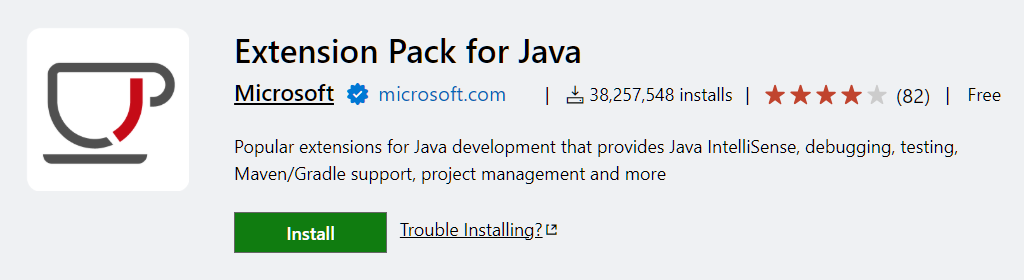 Extension Pack for Java
Microsoft microsoft.com | 38,257,548 installs | (82) | Free
Popular extensions for Java development that provides Java IntelliSense, debugging, testing,
Maven/Gradle support, project management and more
Install Trouble Installing?